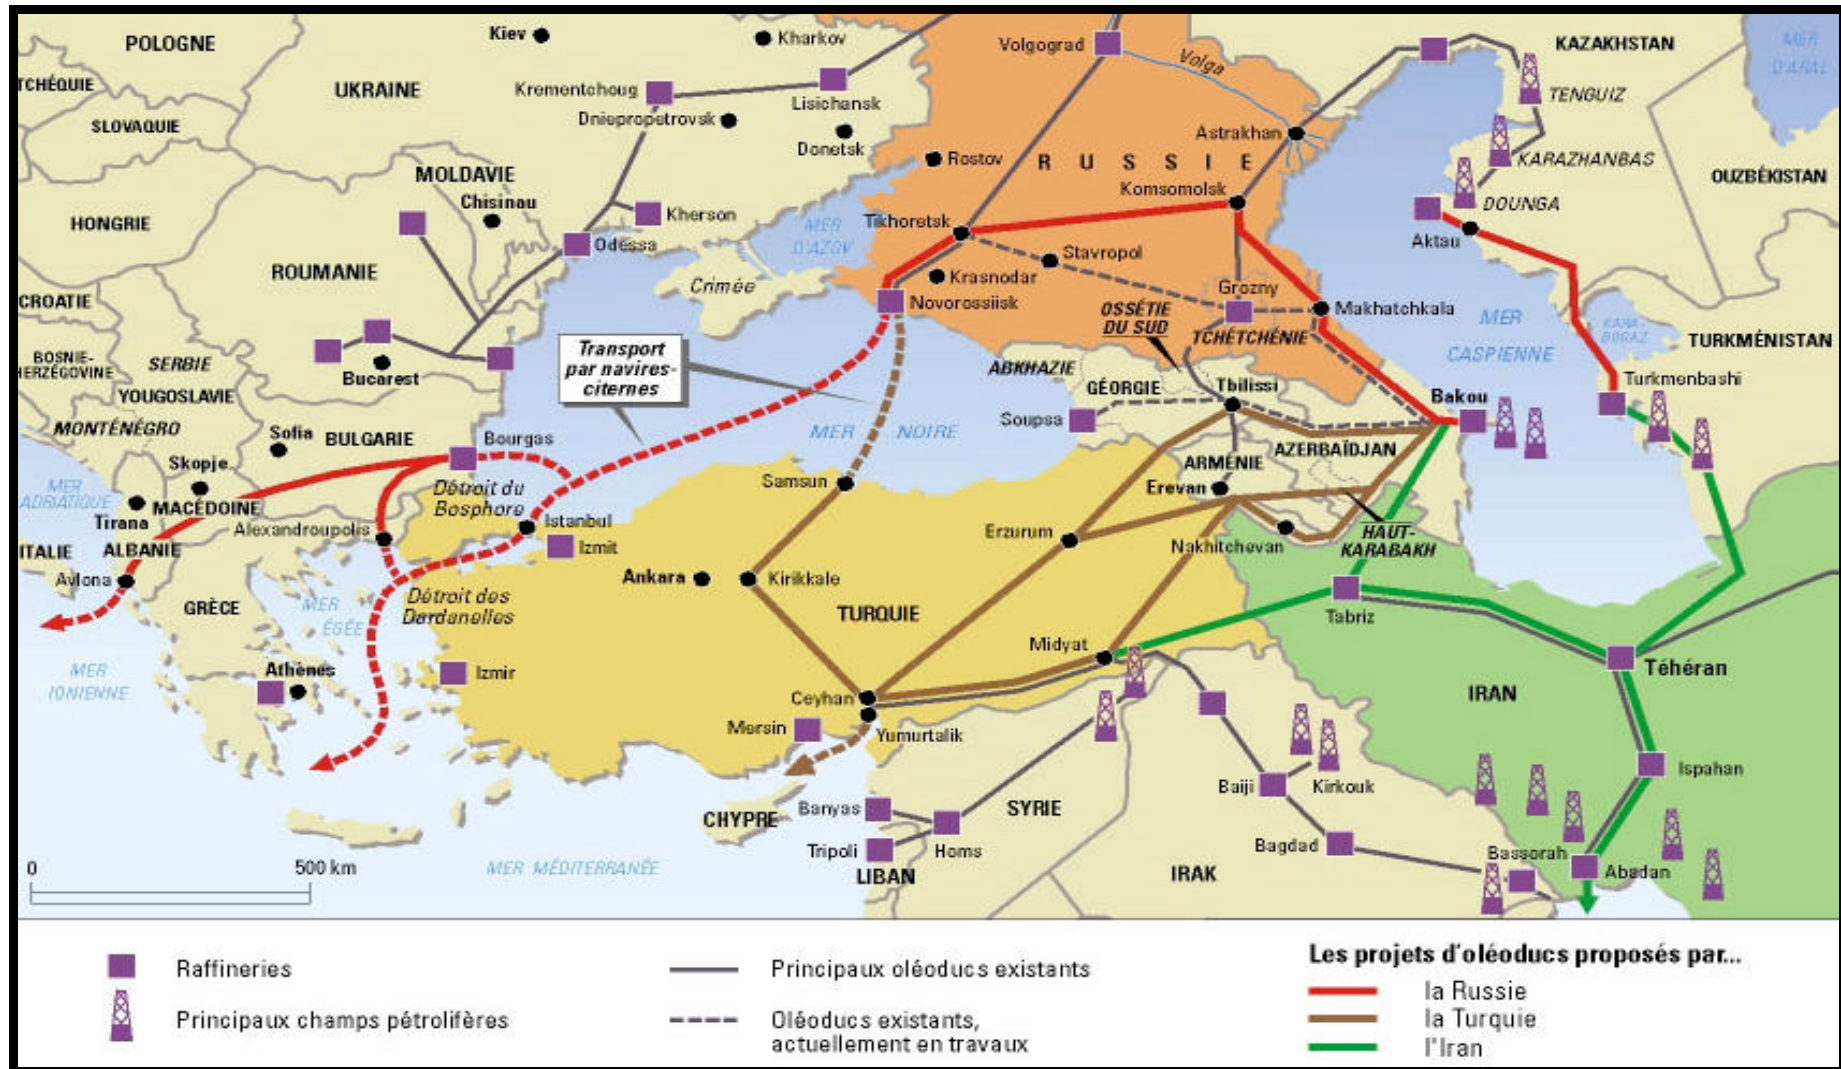 POLOGNE
Kiev
Kharkov
Volgograd
Volga
KAZAKHSTAN
MER
D'ARAL
TCHÉQUIE
UKRAINE
Krementchoug
Lisichansk
TENGUIZ
SLOVAQUIE
Dniepropetrovsk
Donetsk
Astrakhan
KARAZHANBAS
Rostov
RUSSIE
MOLDAVIE
Chisinau
Komsomolsk
OUZBÉKISTAN
HONGRIE
Kherson
Tikhoretsk
DOUNGA
MER
D'AZOV
Odessa
Aktau
Stavropol
ROUMANIE
Crimée
Krasnodar
Grozny
CROATIE
Novorossiisk
OSSÉTIE
DU SUD
Makhatchkala
MER
CASPIENNE
KARA-
BOGAZ
TCHÉTCHÉNIE
TURKMÉNISTAN
Transport
par navires-
citernes
BOSNIE-
HERZÉGOVINE
SERBIE
Bucarest
ABKHAZIE
GÉORGIE
Tbilissi
Turkmenbashi
YOUGOSLAVIE
Bakou
MONTÉNÉGRO
Sofia
BULGARIE
Bourgas
MER NOIRE
Soupsa
AZERBAÏDJAN
Skopje
ARMÉNIE
MER
ADRIATIQUE
MACÉDOINE
Détroit du
Bosphore
Samsun
Erevan
Tirana
Alexandroupolis
Istanbul
Erzurum
Nakhitchevan
HAUT-
KARABAKH
ITALIE
ALBANIE
Izmit
Avlona
Ankara
Kirikkale
GRÈCE
MER
ÉGÉE
Détroit des
Dardanelles
TURQUIE
Tabriz
Midyat
Téhéran
MER
IONIENNE
Athènes
Izmir
Ceyhan
IRAN
Mersin
Yumurtalik
Ispahan
Baiji
Kirkouk
CHYPRE
Banyas
SYRIE
Tripoli
Homs
Bagdad
Bassorah
0
500 km
MER MÉDITERRANÉE
LIBAN
IRAK
Abadan
Raffineries
Principaux champs pétrolifères
Principaux oléoducs existants
Oléoducs existants,
actuellement en travaux
Les projets d'oléoducs proposés par...
la Russie
la Turquie
l'Iran